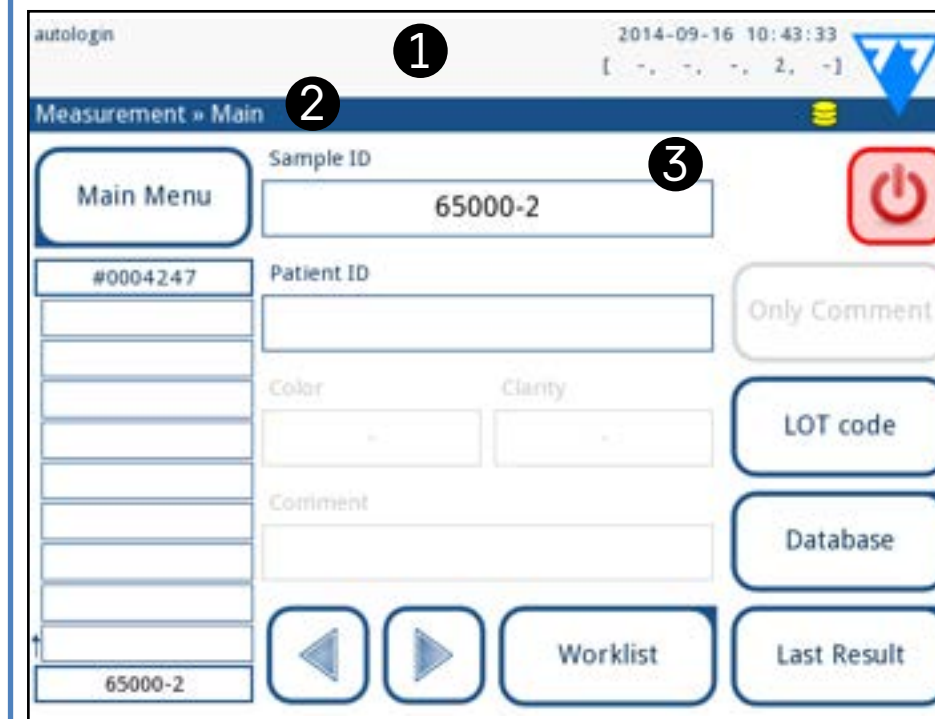 autologin
1
2014-09-16 10:43:33
[ -, -, -, 2, -]
77
Measurement » Main
2
Main Menu
Sample ID
3
65000-2
#0004247
Patient ID
Only Comment
Color
Clarity
-
-
LOT code
Comment
Database
Worklist
Last Result
65000-2